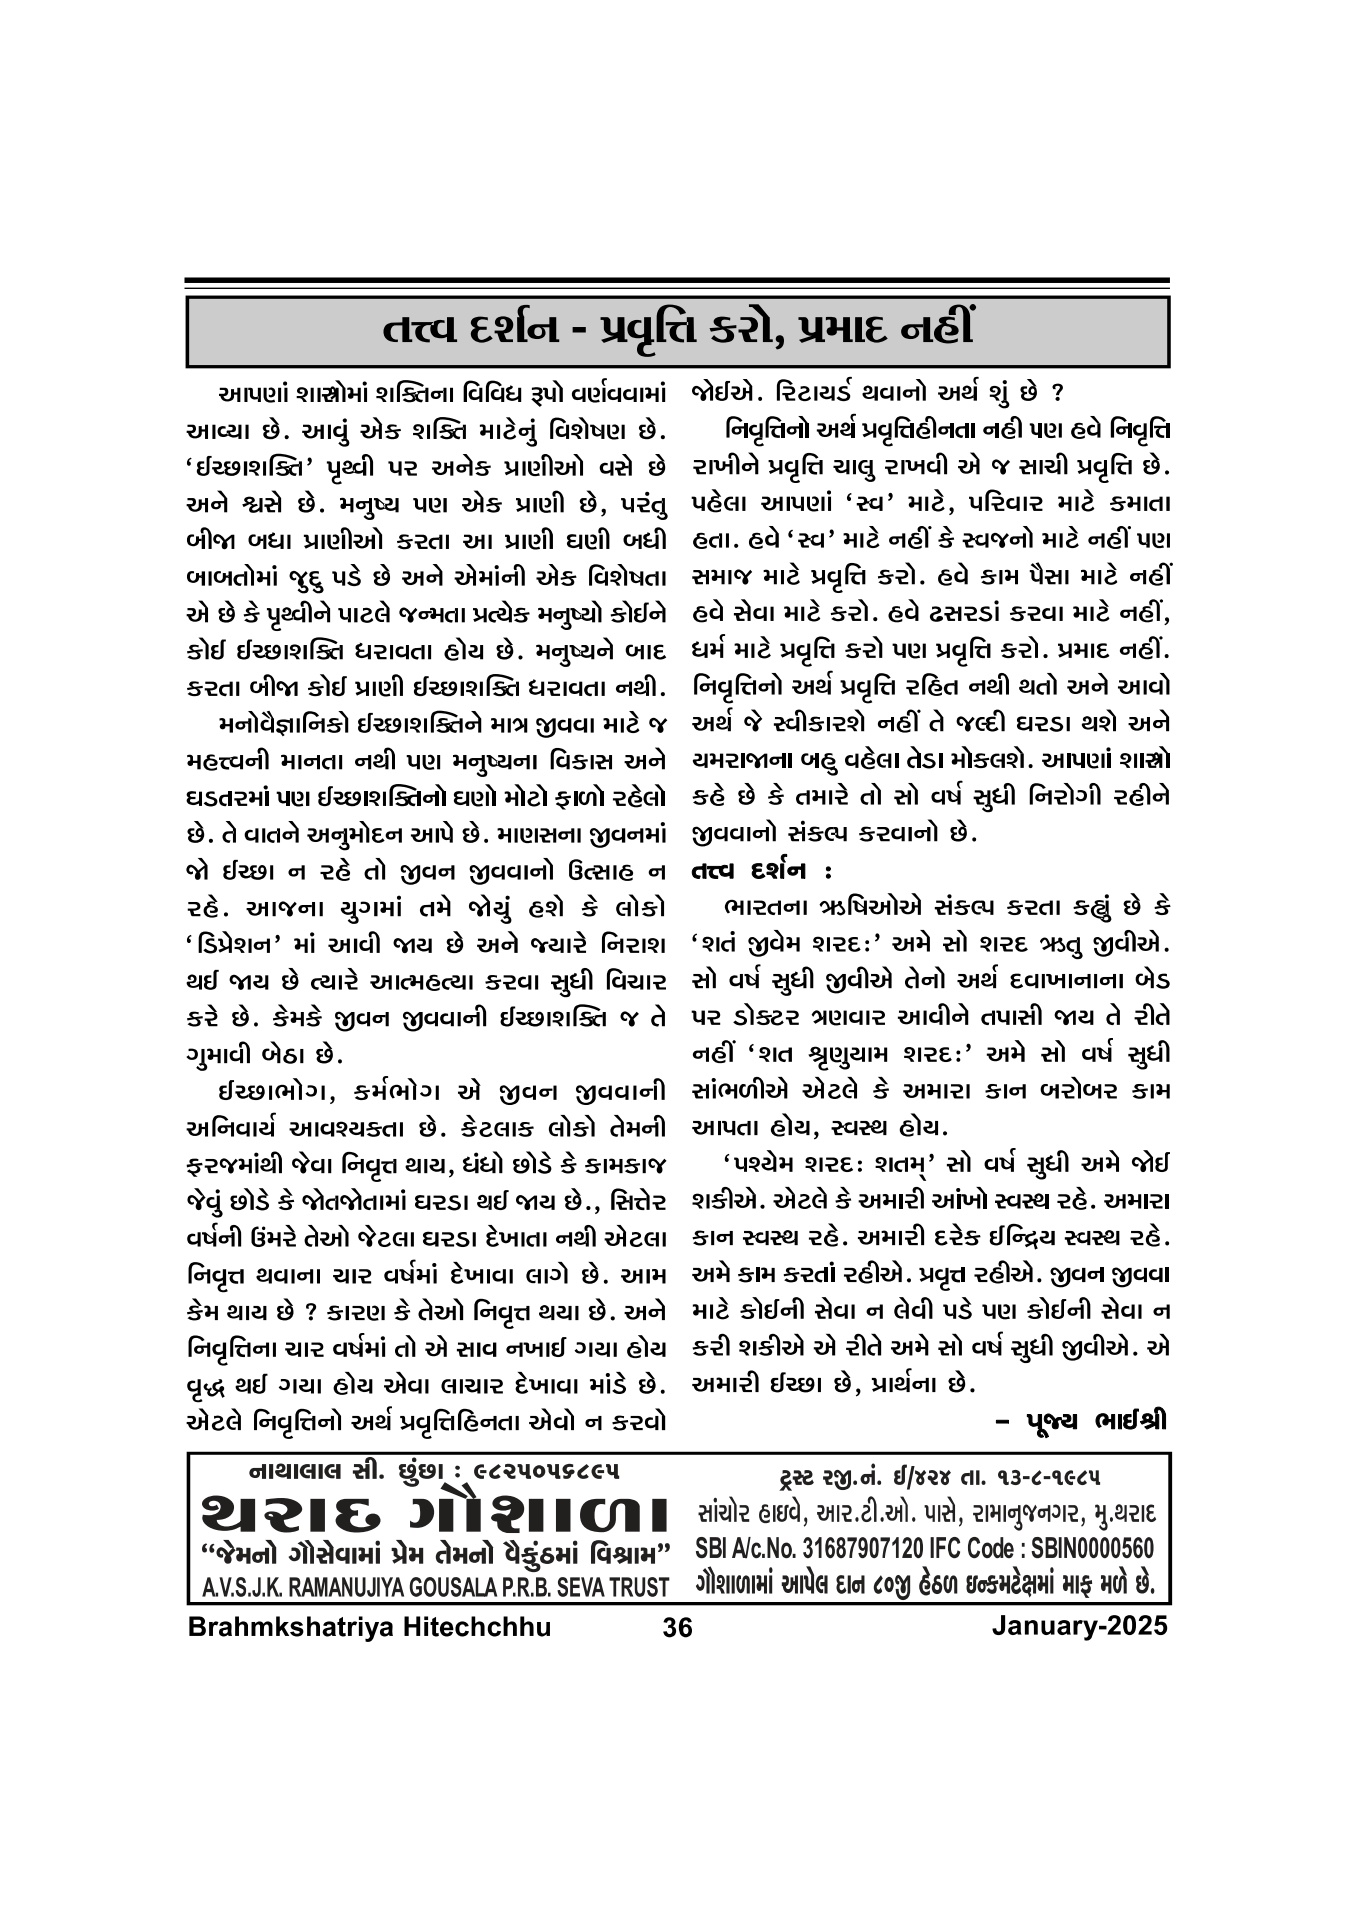 તત્ત્વ દર્શન - પ્રવૃત્તિ કરો, પ્રમાદ નહીં
આપણાં શાસ્ત્રોમાં શક્તિના વિવિધ રૂપો વર્ણવવામાં
આવ્યા છે. આવું એક શક્તિ માટેનું વિશેષણ છે.
‘ઈચ્છાશક્તિ’ પૃથ્વી પર અનેક પ્રાણીઓ વસે છે
અને શ્વસે છે. મનુષ્ય પણ એક પ્રાણી છે, પરંતુ
બીજા બધા પ્રાણીઓ કરતા આ પ્રાણી ઘણી બધી
બાબતોમાં જુદુ પડે છે અને એમાંની એક વિશેષતા
એ છે કે પૃથ્વીને પાટલે જન્મતા પ્રત્યેક મનુષ્યો કોઈને
કોઈ ઈચ્છાશક્તિ ધરાવતા હોય છે. મનુષ્યને બાદ
કરતા બીજા કોઈ પ્રાણી ઈચ્છાશક્તિ ધરાવતા નથી.
મનોવૈજ્ઞાનિકો ઈચ્છાશક્તિને માત્ર જીવવા માટે જ
મહત્ત્વની માનતા નથી પણ મનુષ્યના વિકાસ અને
ઘડતરમાં પણ ઈચ્છાશક્તિનો ઘણો મોટો ફાળો રહેલો
છે. તે વાતને અનુમોદન આપે છે. માણસના જીવનમાં
જો ઈચ્છા ન રહે તો જીવન જીવવાનો ઉત્સાહ ન
રહે. આજના યુગમાં તમે જોયું હશે કે લોકો
‘ડિપ્રેશન’ માં આવી જાય છે અને જ્યારે નિરાશ
થઈ જાય છે ત્યારે આત્મહત્યા કરવા સુધી વિચાર
કરે છે. કેમકે જીવન જીવવાની ઈચ્છાશક્તિ જ તે
ગુમાવી બેઠા છે.
ઈચ્છાભોગ, કર્મભોગ એ જીવન જીવવાની
અનિવાર્ય આવશ્યક્તા છે. કેટલાક લોકો તેમની
ફરજમાંથી જેવા નિવૃત્ત થાય, ધંધો છોડે કે કામકાજ
જેવું છોડે કે જોતજોતામાં ઘરડા થઈ જાય છે., સિત્તેર
વર્ષની ઉંમરે તેઓ જેટલા ઘરડા દેખાતા નથી એટલા
નિવૃત્ત થવાના ચાર વર્ષમાં દેખાવા લાગે છે. આમ
કેમ થાય છે ? કારણ કે તેઓ નિવૃત્ત થયા છે. અને
નિવૃત્તિના ચાર વર્ષમાં તો એ સાવ નખાઈ ગયા હોય
વૃદ્ધ થઈ ગયા હોય એવા લાચાર દેખાવા માંડે છે.
એટલે નિવૃત્તિનો અર્થ પ્રવૃત્તિહિનતા એવો ન કરવો
જોઈએ. રિટાયર્ડ થવાનો અર્થ શું છે ?
નિવૃત્તિનો અર્થ પ્રવૃત્તિહીનતા નહી પણ હવે નિવૃત્તિ
રાખીને પ્રવૃત્તિ ચાલુ રાખવી એ જ સાચી પ્રવૃત્તિ છે.
પહેલા આપણાં ‘સ્વ’ માટે, પરિવાર માટે કમાતા
હતા. હવે ‘સ્વ’ માટે નહીં કે સ્વજનો માટે નહીં પણ
સમાજ માટે પ્રવૃત્તિ કરો. હવે કામ પૈસા માટે નહીં
હવે સેવા માટે કરો. હવે ઢસરડાં કરવા માટે નહીં,
ધર્મ માટે પ્રવૃત્તિ કરો પણ પ્રવૃત્તિ કરો. પ્રમાદ નહીં.
નિવૃત્તિનો અર્થ પ્રવૃત્તિ રહિત નથી થતો અને આવો
અર્થ જે સ્વીકારશે નહીં તે જલ્દી ઘરડા થશે અને
યમરાજાના બહુ વહેલા તેડા મોકલશે. આપણાં શાસ્ત્રો
કહે છે કે તમારે તો સો વર્ષ સુધી નિરોગી રહીને
જીવવાનો સંકલ્પ કરવાનો છે.
તત્ત્વ દર્શન :
ભારતના ઋષિઓએ સંકલ્પ કરતા કહ્યું છે કે
‘શતં જીવેમ શરદઃ’ અમે સો શરદ ઋતુ જીવીએ.
સો વર્ષ સુધી જીવીએ તેનો અર્થ દવાખાનાના બેડ
પર ડોક્ટર ત્રણવાર આવીને તપાસી જાય તે રીતે
નહીં ‘શત શ્રૃણુયામ શરદઃ’ અમે સો વર્ષ સુધી
સાંભળીએ એટલે કે અમારા કાન બરોબર કામ
આપતા હોય, સ્વસ્થ હોય.
‘પશ્યેમ શરદઃ શતમ્’ સો વર્ષ સુધી અમે જોઈ
શકીએ. એટલે કે અમારી આંખો સ્વસ્થ રહે. અમારા
કાન સ્વસ્થ રહે. અમારી દરેક ઈન્દ્રિય સ્વસ્થ રહે.
અમે કામ કરતાં રહીએ. પ્રવૃત્ત રહીએ. જીવન જીવવા
માટે કોઈની સેવા ન લેવી પડે પણ કોઈની સેવા ન
કરી શકીએ એ રીતે અમે સો વર્ષ સુધી જીવીએ. એ
અમારી ઈચ્છા છે, પ્રાર્થના છે.
– પૂજ્ય ભાઈશ્રી
નાથાલાલ સી. છુંછા : ૯૮૨૫૦૫૬૮૯૫
થરાદ ગૌશાળા
“જેમનો ગૌસેવામાં પ્રેમ તેમનો વૈકુંઠમાં વિશ્રામ”
A.V.S.J.K. RAMANUJIYA GOUSALA P.R.B. SEVA TRUST
ટ્રસ્ટ રજી.નં. ઈ/૪૨૪ તા. ૧૩-૮-૧૯૮૫
સાંચોર હાઇવે, આર.ટી.ઓ. પાસે, રામાનુજનગર, મુ.થરાદ
SBI A/c.No. 31687907120 IFC Code : SBIN0000560
ગૌશાળામાં આપેલ દાન ૮૦જી હેઠળ ઇન્કમટેક્ષમાં માફ મળે છે.
Brahmkshatriya Hitechchhu 36 January-2025